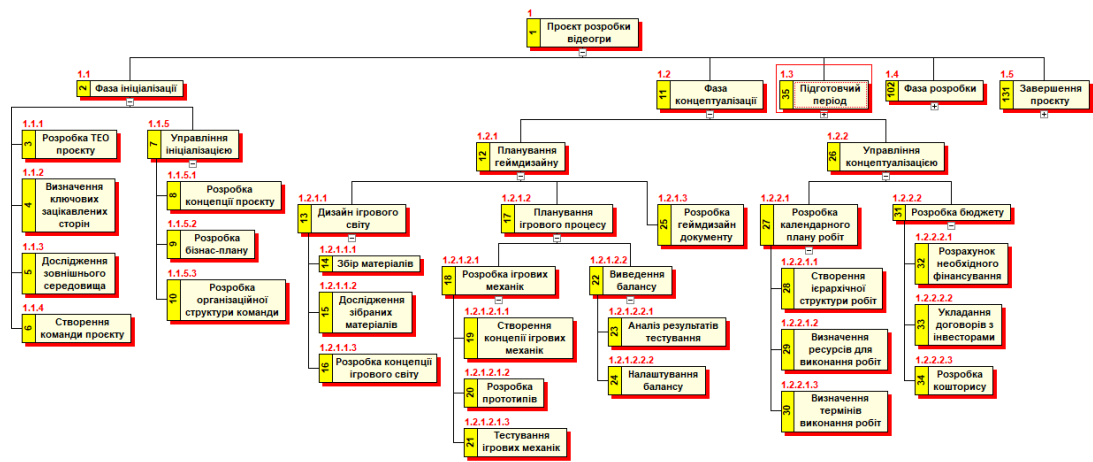 1
1
Проєкт розробки
відеогри
1.1
2
Фаза ініціалізації
1.2
11
Фаза
концептуалізації
1.3
35
Підготовчий
період
1.4
102
Фаза розробки
1.5
131
Завершення
проєкту
1.1.1
3
Розробка ТЕО
проєкту
1.1.2
4
Визначення
ключових
зацікавлених
сторін
1.1.3
5
Дослідження
зовнішнього
середовища
1.1.4
6
Створення
команди проєкту
1.1.5
7
Управління
ініціалізацією
1.1.5.1
8
Розробка
концепції проєкту
1.1.5.2
9
Розробка
бізнес-плану
1.1.5.3
10
Розробка
організаційної
структури команди
1.2.1
12
Планування
геймдизайну
1.2.1.1
13
Дизайн ігрового
світу
1.2.1.1.1
14
Збір матеріалів
1.2.1.1.2
15
Дослідження
зібраних
матеріалів
1.2.1.1.3
16
Розробка концепції
ігрового світу
1.2.1.2
17
Планування
ігрового процесу
1.2.1.2.1
18
Розробка ігрових
механік
1.2.1.2.1.1
19
Створення
концепії ігрових
механік
1.2.1.2.1.2
20
Розробка
прототипів
1.2.1.2.1.3
21
Тестування
ігрових механік
1.2.1.2.2
22
Виведення
балансу
1.2.1.2.2.1
23
Аналіз результатів
тестування
1.2.1.2.2.2
24
Налаштування
балансу
1.2.1.3
25
Розробка
геймдизайн
документу
1.2.2
26
Управління
концептуалізацією
1.2.2.1
27
Розробка
календарного
плану робіт
1.2.2.1.1
28
Створення
ієрархічної
структури робіт
1.2.2.1.2
29
Визначення
ресурсів для
виконання робіт
1.2.2.1.3
30
Визначення
термінів
виконання робіт
1.2.2.2
31
Розробка бюджету
1.2.2.2.1
32
Розрахунок
необхідного
фінансування
1.2.2.2.2
33
Укладання
договорів з
інвесторами
1.2.2.2.3
34
Розробка
кошторису